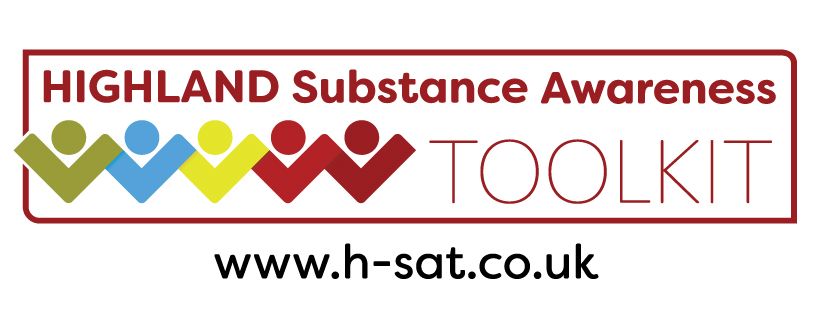 HIGHLAND Substance Awareness
TOOLKIT
www.h-sat.co.uk